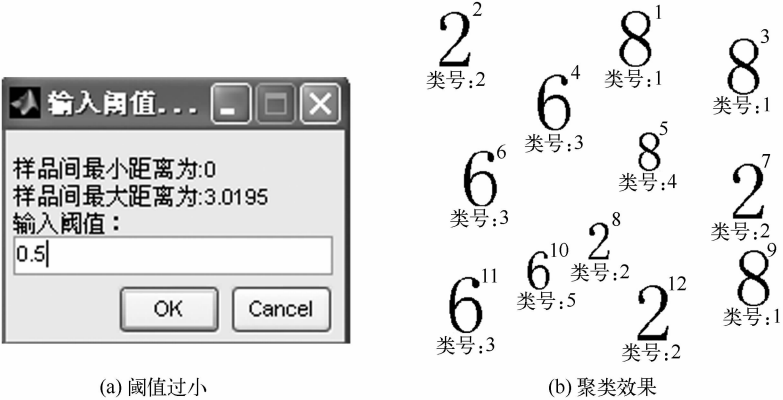 输入阈值...
样品间最小距离为:0
样品间最大距离为:3.0195
输入阈值：
0.5
OK Cancel
(a) 阈值过小
2 2
类号:2
8 1
类号:1
8 3
类号:1
6 4
类号:3
8 5
类号:4
6 6
类号:3
2 7
类号:2
2 8
类号:2
8 9
类号:1
6 10
类号:5
6 11
类号:3
2 12
类号:2
(b) 聚类效果